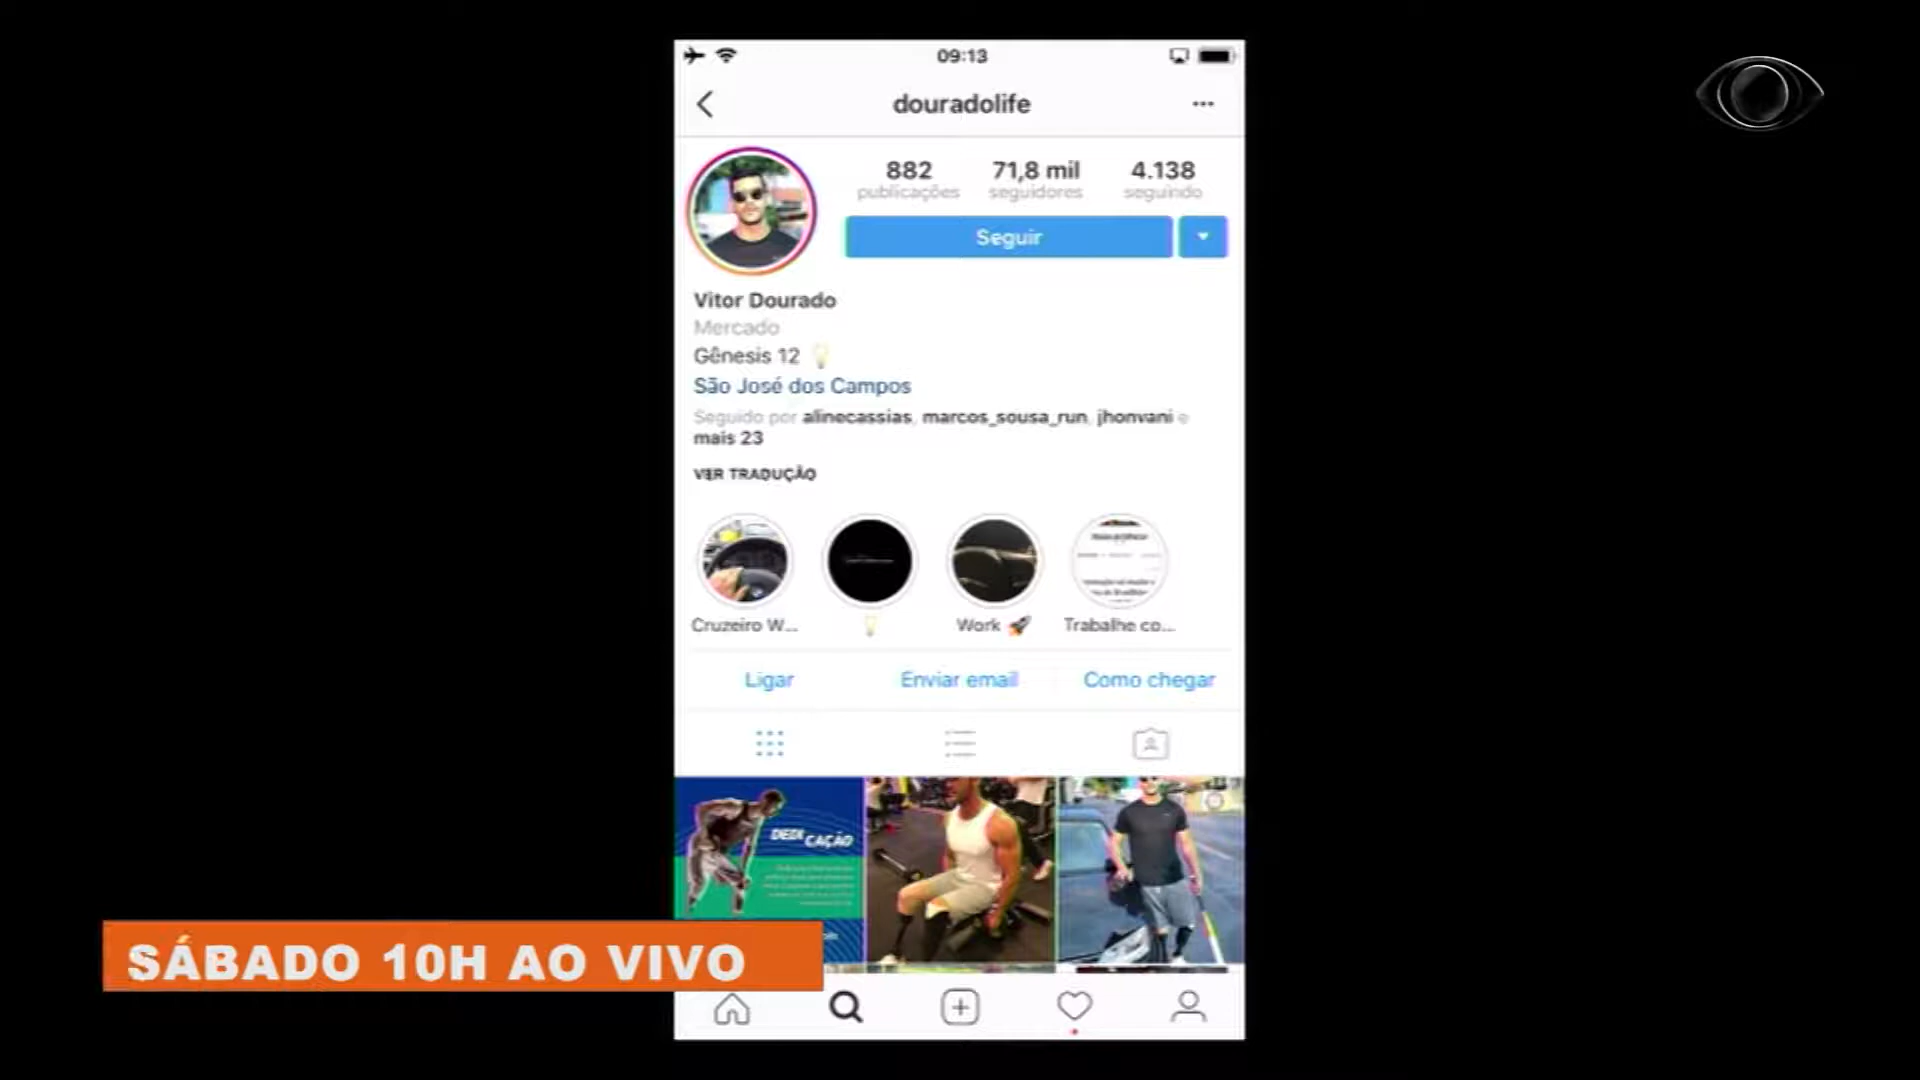 09:13
douradolife
882
71,8 mil
4.138
publicações
seguidores
seguindo
Seguir
Vitor Dourado
Mercado
Gênesis 12
São José dos Campos
Seguido por alinecassias, marcos_sousa_run, jhonvani e
mais 23
VER TRADUÇÃO
Cruzeiro W...
Work
Trabalhe co...
Ligar
Enviar email
Como chegar
DEDI
CAÇÃO
SÁBADO 10H AO VIVO